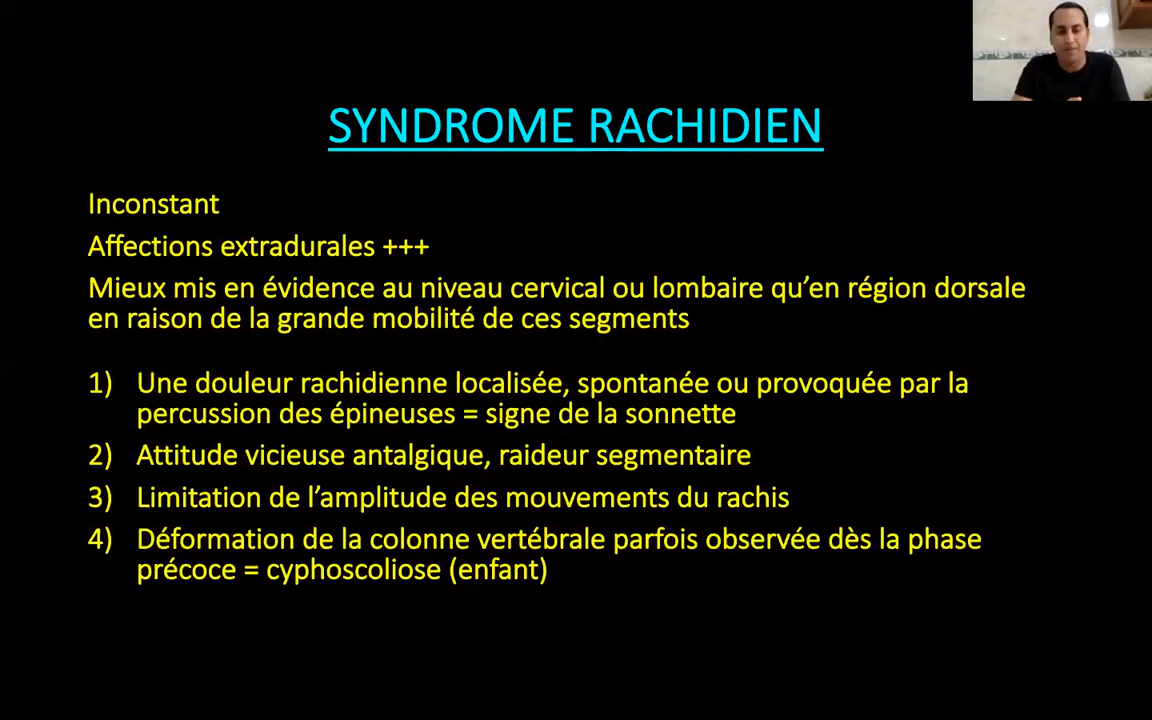 SYNDROME RACHIDIEN
Inconstant
Affections extradurales +++
Mieux mis en évidence au niveau cervical ou lombaire qu’en région dorsale
en raison de la grande mobilité de ces segments
1) Une douleur rachidienne localisée, spontanée ou provoquée par la
percussion des épineuses = signe de la sonnette
2) Attitude vicieuse antalgique, raideur segmentaire
3) Limitation de l’amplitude des mouvements du rachis
4) Déformation de la colonne vertébrale parfois observée dès la phase
précoce = cyphoscoliose (enfant)